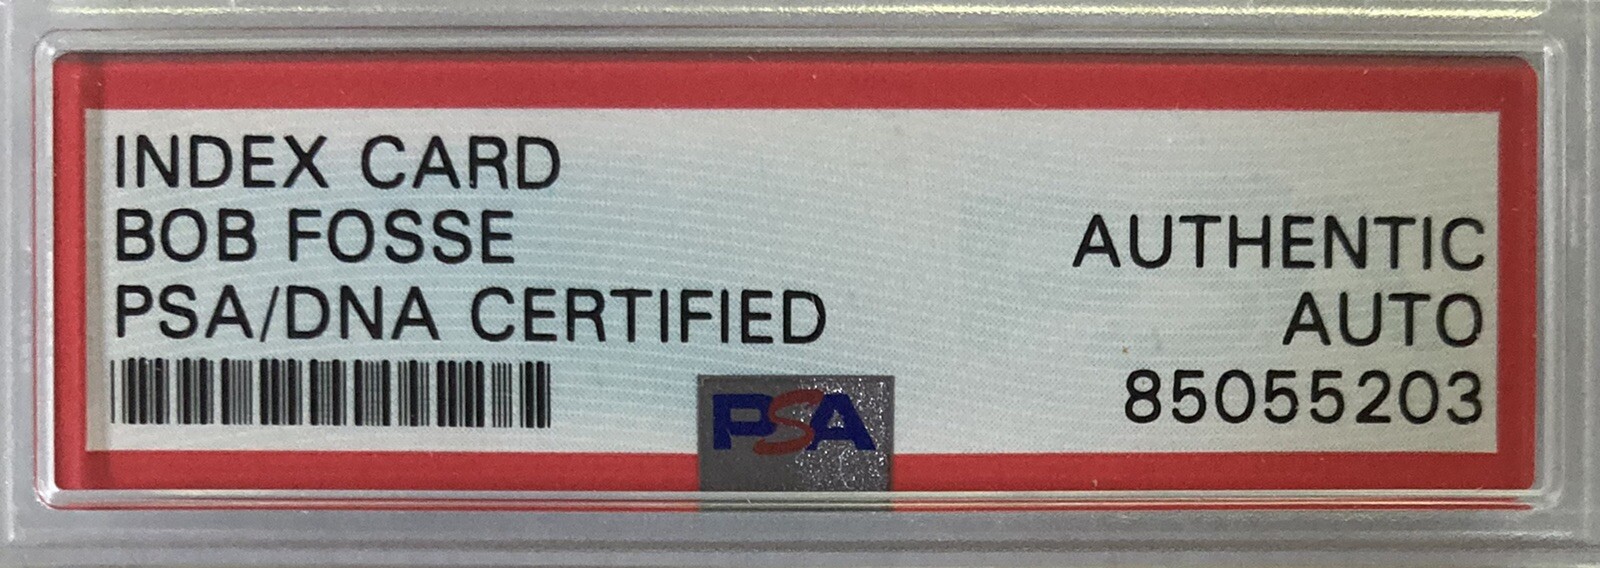 INDEX CARD
BOB FOSSE
PSA/DNA CERTIFIED
AUTHENTIC
AUTO
85055203
PSA